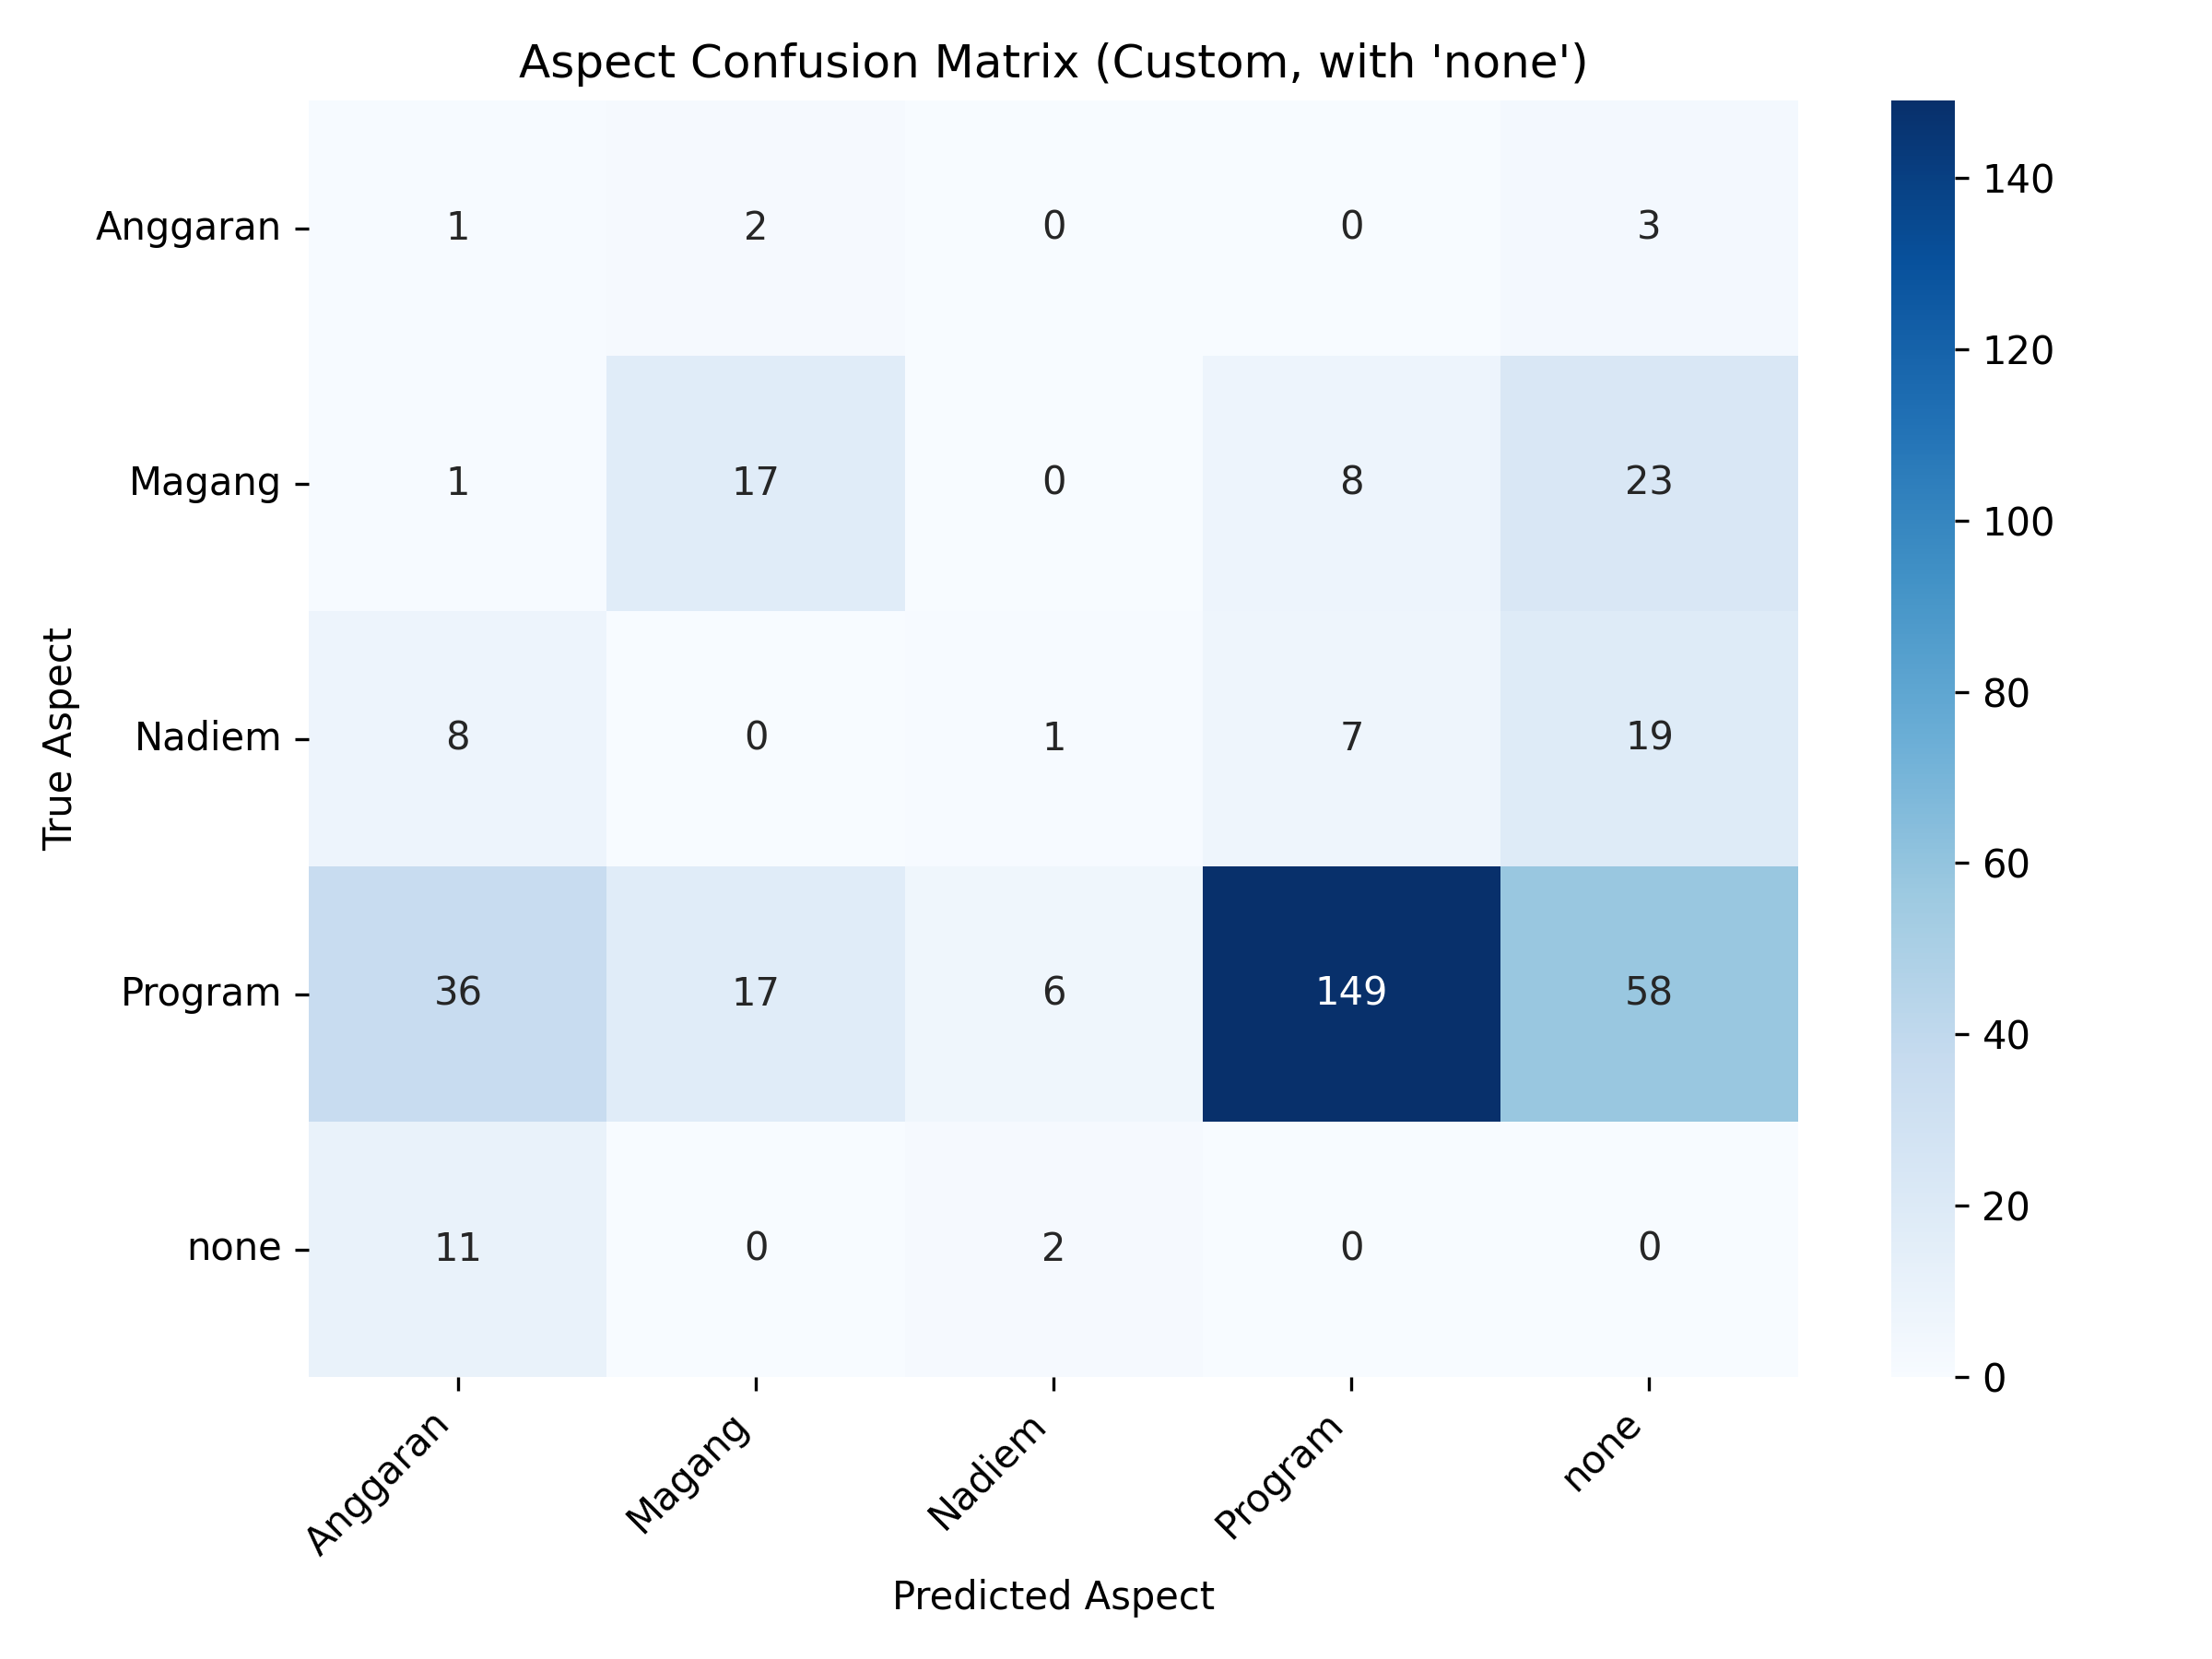 Aspect Confusion Matrix (Custom, with 'none')
True Aspect
Anggaran 1 2 0 0 3
Magang 1 17 0 8 23
Nadiem 8 0 1 7 19
Program 36 17 6 149 58
none 11 0 2 0 0
Anggaran Magang Nadiem Program none
Predicted Aspect
140
120
100
80
60
40
20
0